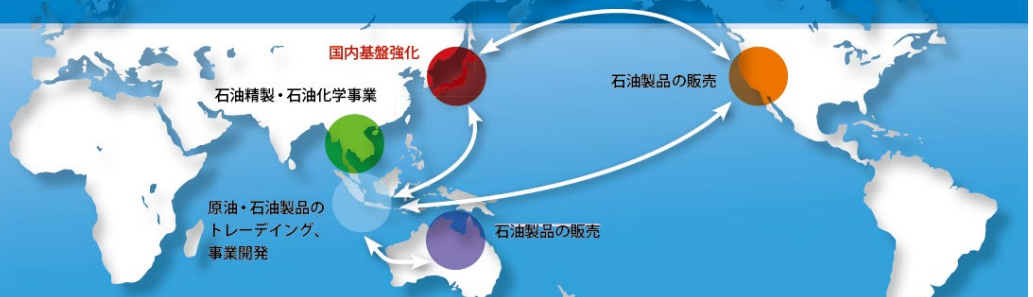 国内基盤強化
石油製品の販売
石油精製・石油化学事業
原油・石油製品の
トレーデイング、
事業開発
石油製品の販売